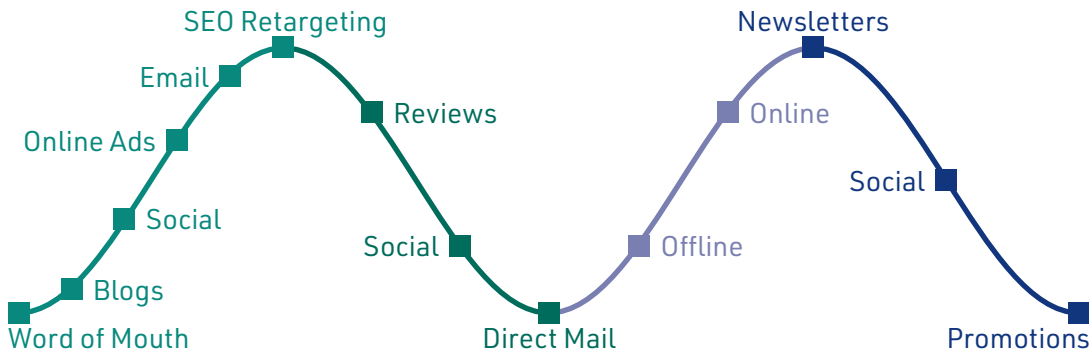 SEO Retargeting
Newsletters
Email
Reviews
Online
Online Ads
Social
Social
Social
Offline
Blogs
Word of Mouth
Direct Mail
Promotions